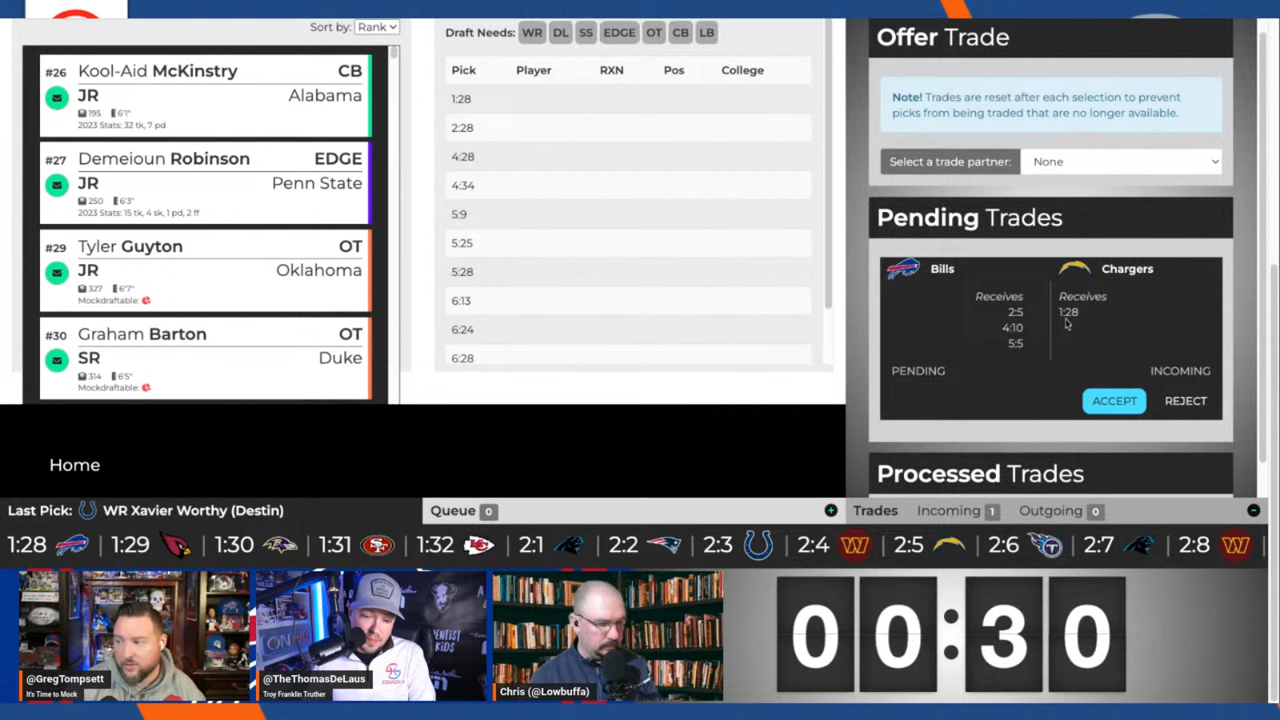 Sort by: Rank
#26 Kool-Aid McKinstry CB
JR Alabama
195 6'1"
2023 Stats: 32 tk, 7 pd
#27 Demeioun Robinson EDGE
JR Penn State
250 6'3"
2023 Stats: 15 tk, 4 sk, 1 pd, 2 ff
#29 Tyler Guyton OT
JR Oklahoma
327 6'7"
Mockdraftable:
#30 Graham Barton OT
SR Duke
314 6'5"
Mockdraftable:
Draft Needs: WR DL SS EDGE OT CB LB
Pick Player RXN Pos College
1:28
2:28
4:28
4:34
5:9
5:25
5:28
6:13
6:24
6:28
Offer Trade
Note! Trades are reset after each selection to prevent
picks from being traded that are no longer available.
Select a trade partner: None
Pending Trades
Bills Chargers
Receives Receives
2:5 1:28
4:10
5:5
PENDING INCOMING
ACCEPT REJECT
Processed Trades
Home
Last Pick: WR Xavier Worthy (Destin) Queue 0 Trades Incoming 1 Outgoing 0
1:28 | 1:29 | 1:30 | 1:31 | 1:32 | 2:1 | 2:2 | 2:3 | 2:4 | 2:5 | 2:6 | 2:7 | 2:8 |
@GregTompsett
It's Time to Mock
@TheThomasDeLaus
Troy Franklin Truther
Chris (@Lowbuffa)
00:30